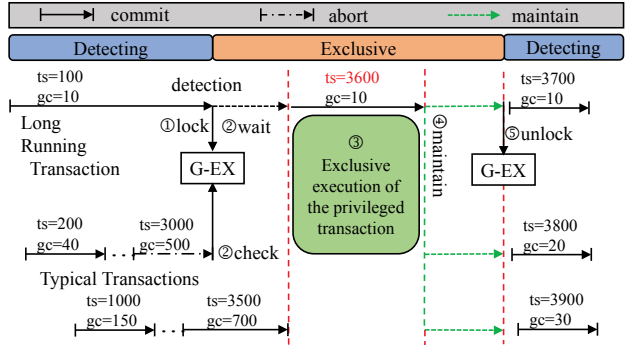 commit abort maintain
Detecting Exclusive Detecting
ts=100 ts=3600 ts=3700
gc=10 detection gc=10 gc=10
Long
Running
Transaction
①lock ②wait
G-EX
③
Exclusive
execution of
the privileged
transaction
④maintain
⑤unlock
G-EX
ts=200 ts=3000 ts=3800
gc=40 gc=500 gc=20
... ②check
Typical Transactions
ts=1000 ts=3500 ts=3900
gc=150 gc=700 gc=30
...